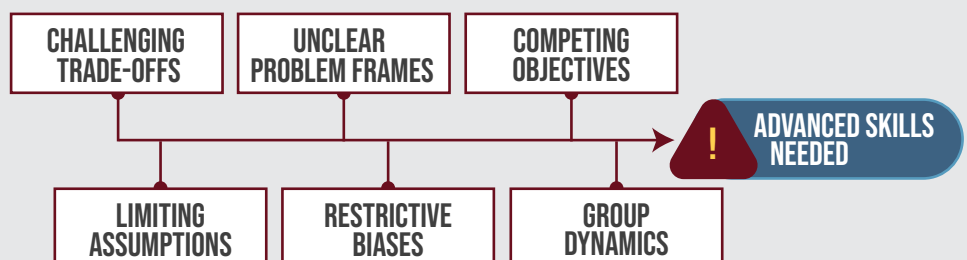 CHALLENGING
TRADE-OFFS
UNCLEAR
PROBLEM FRAMES
COMPETING
OBJECTIVES
!
ADVANCED SKILLS
NEEDED
LIMITING
ASSUMPTIONS
RESTRICTIVE
BIASES
GROUP
DYNAMICS